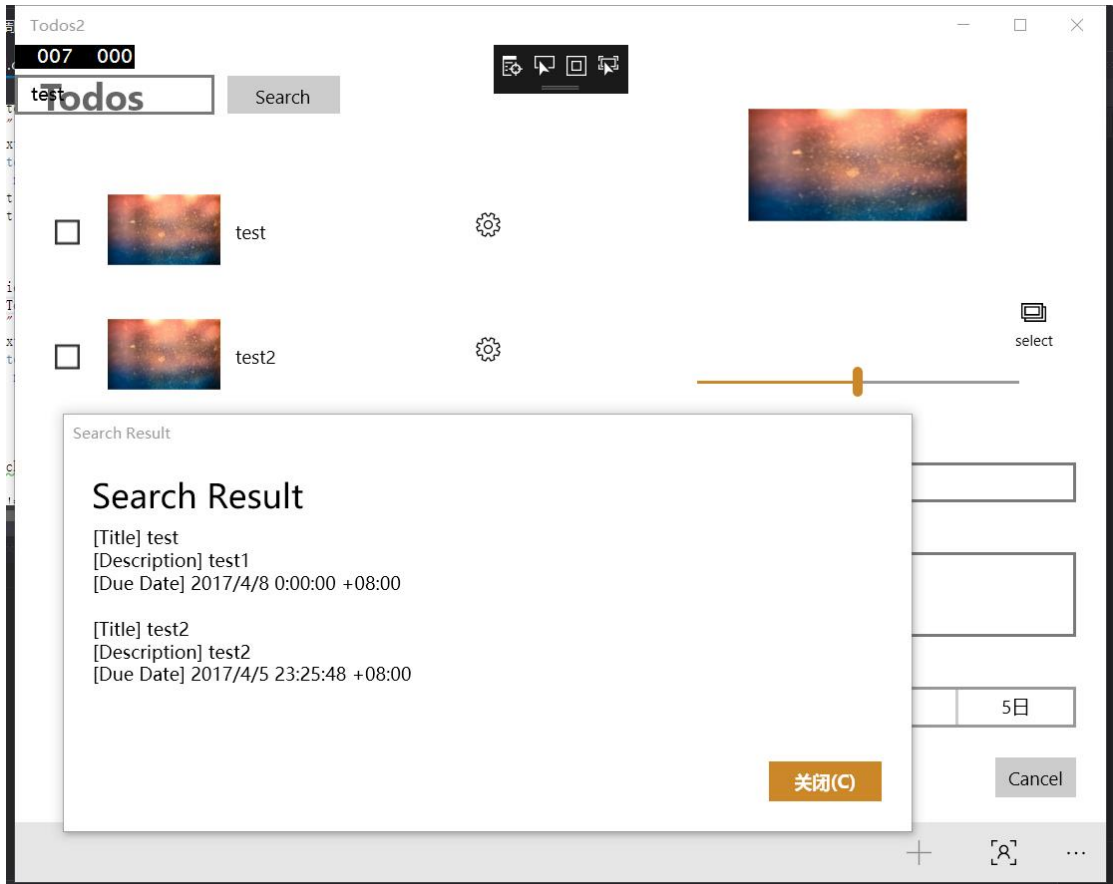 Todos2
007 000
test
Todos
Search
test
test2
select
Search Result
Search Result
[Title] test
[Description] test1
[Due Date] 2017/4/8 0:00:00 +08:00
[Title] test2
[Description] test2
[Due Date] 2017/4/5 23:25:48 +08:00
5日
关闭(C)
Cancel